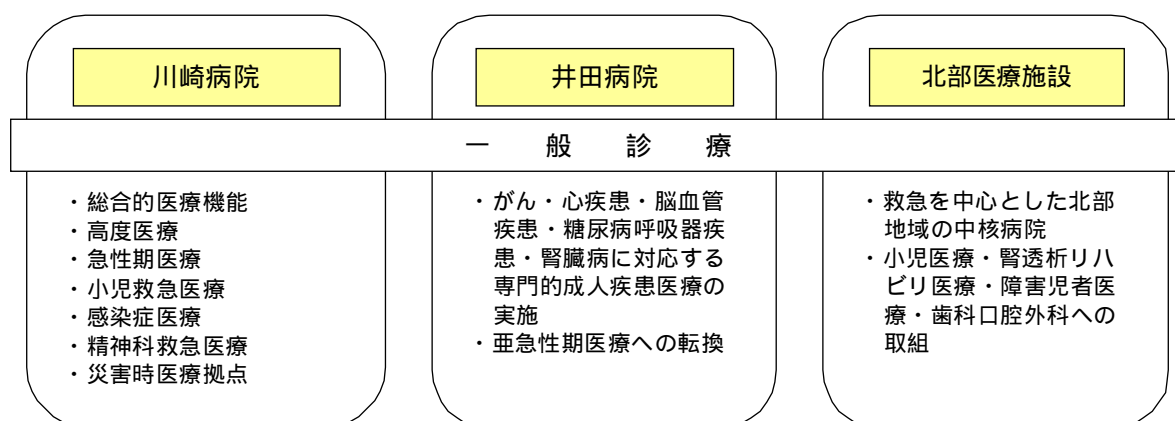 川崎病院
井田病院
北部医療施設
一般診療
・総合的医療機能
・高度医療
・急性期医療
・小児救急医療
・感染症医療
・精神科救急医療
・災害時医療拠点
・がん・心疾患・脳血管
疾患・糖尿病呼吸器疾
患・腎臓病に対応する
専門的成人疾患医療の
実施
・亜急性期医療への転換
・救急を中心とした北部
地域の中核病院
・小児医療・腎透析リハ
ビリ医療・障害児者医
療・歯科口腔外科への
取組